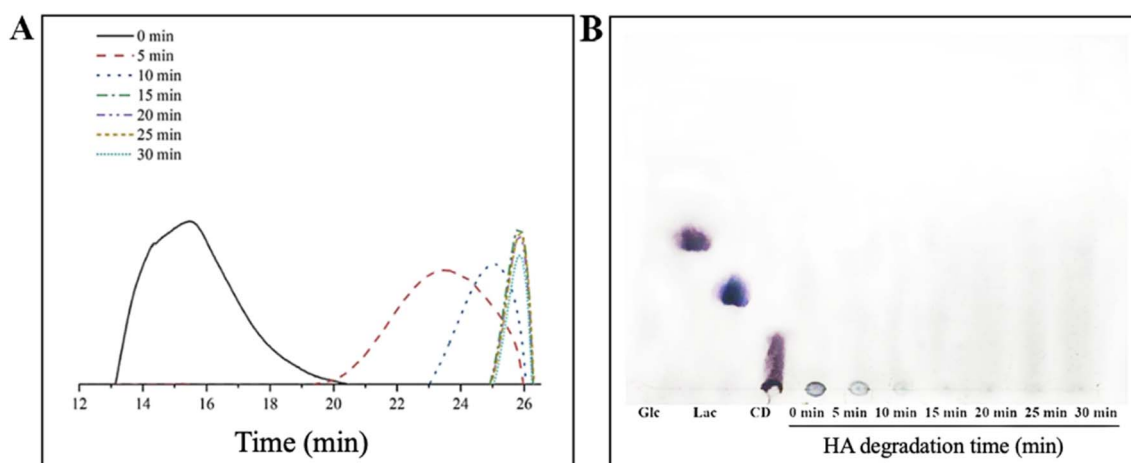 A
0 min
5 min
10 min
15 min
20 min
25 min
30 min
12 14 16 18 20 22 24 26
Time (min)
B
Glc Lac CD 0 min 5 min 10 min 15 min 20 min 25 min 30 min
HA degradation time (min)